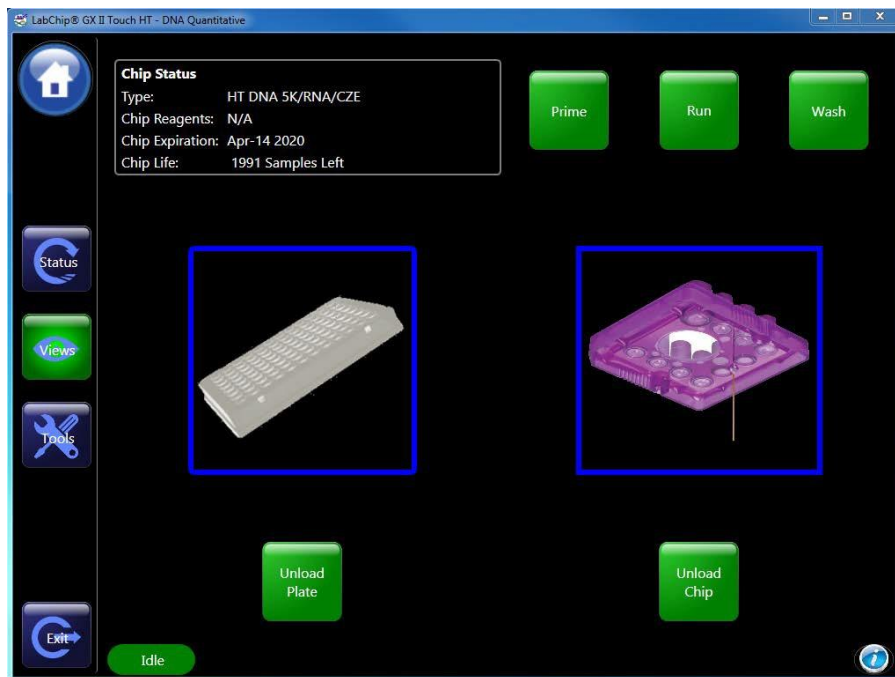 LabChip® GX II Touch HT - DNA Quantitative
Chip Status
Type: HT DNA 5K/RNA/CZE
Chip Reagents: N/A
Chip Expiration: Apr-14 2020
Chip Life: 1991 Samples Left
Prime
Run
Wash
Status
Views
Tools
Exit
Unload
Plate
Unload
Chip
Idle